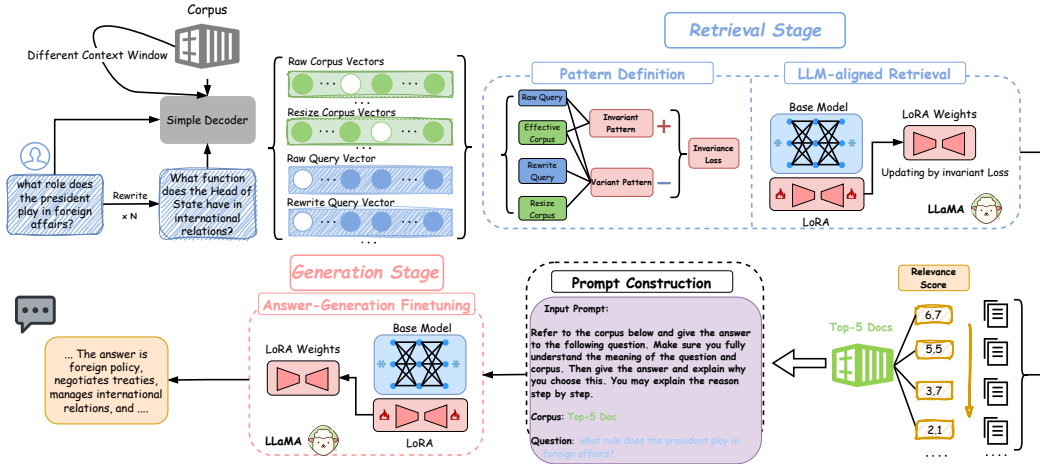 Corpus
Different Context Window
Simple Decoder
what role does
the president
play in foreign
affairs?
Rewrite
× N
What function
does the Head of
State have in
international
relations?
Raw Corpus Vectors
...
...
...
Resize Corpus Vectors
...
...
Raw Query Vector
...
...
Rewrite Query Vector
...
...
....
Retrieval Stage
Pattern Definition
Raw Query
Effective
Corpus
Rewrite
Query
Resize
Corpus
Invariant
Pattern
+
Variant Pattern
−
Invariance
Loss
LLM-aligned Retrieval
Base Model
LoRA
LoRA Weights
Updating by invariant Loss
LLaMA
Relevance
Score
6.7
5.5
3.7
2.1
....
....
Top-5 Docs
Prompt Construction
Input Prompt:
Refer to the corpus below and give the answer
to the following question. Make sure you fully
understand the meaning of the question and
corpus. Then give the answer and explain why
you choose this. You may explain the reason
step by step.
Corpus: Top-5 Doc
Question: what role does the president play in
foreign affairs?
Generation Stage
Answer-Generation Finetuning
Base Model
LoRA Weights
LoRA
LLaMA
... The answer is
foreign policy,
negotiates treaties,
manages international
relations, and ....